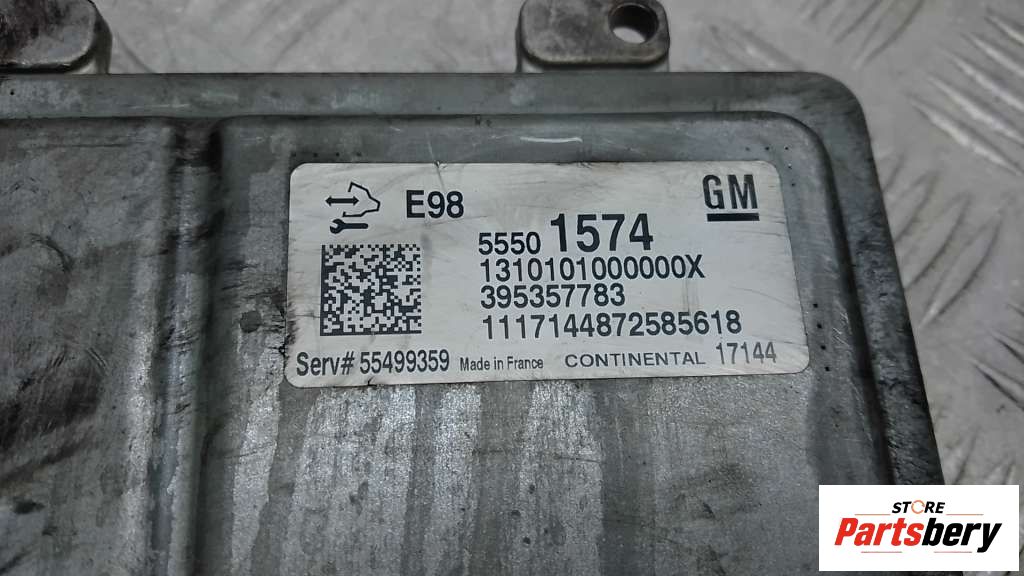 E98
GM
5550 1574
1310101000000X
395357783
1117144872585618
Serv# 55499359 Made in France CONTINENTAL 17144
STORE
Partsbery